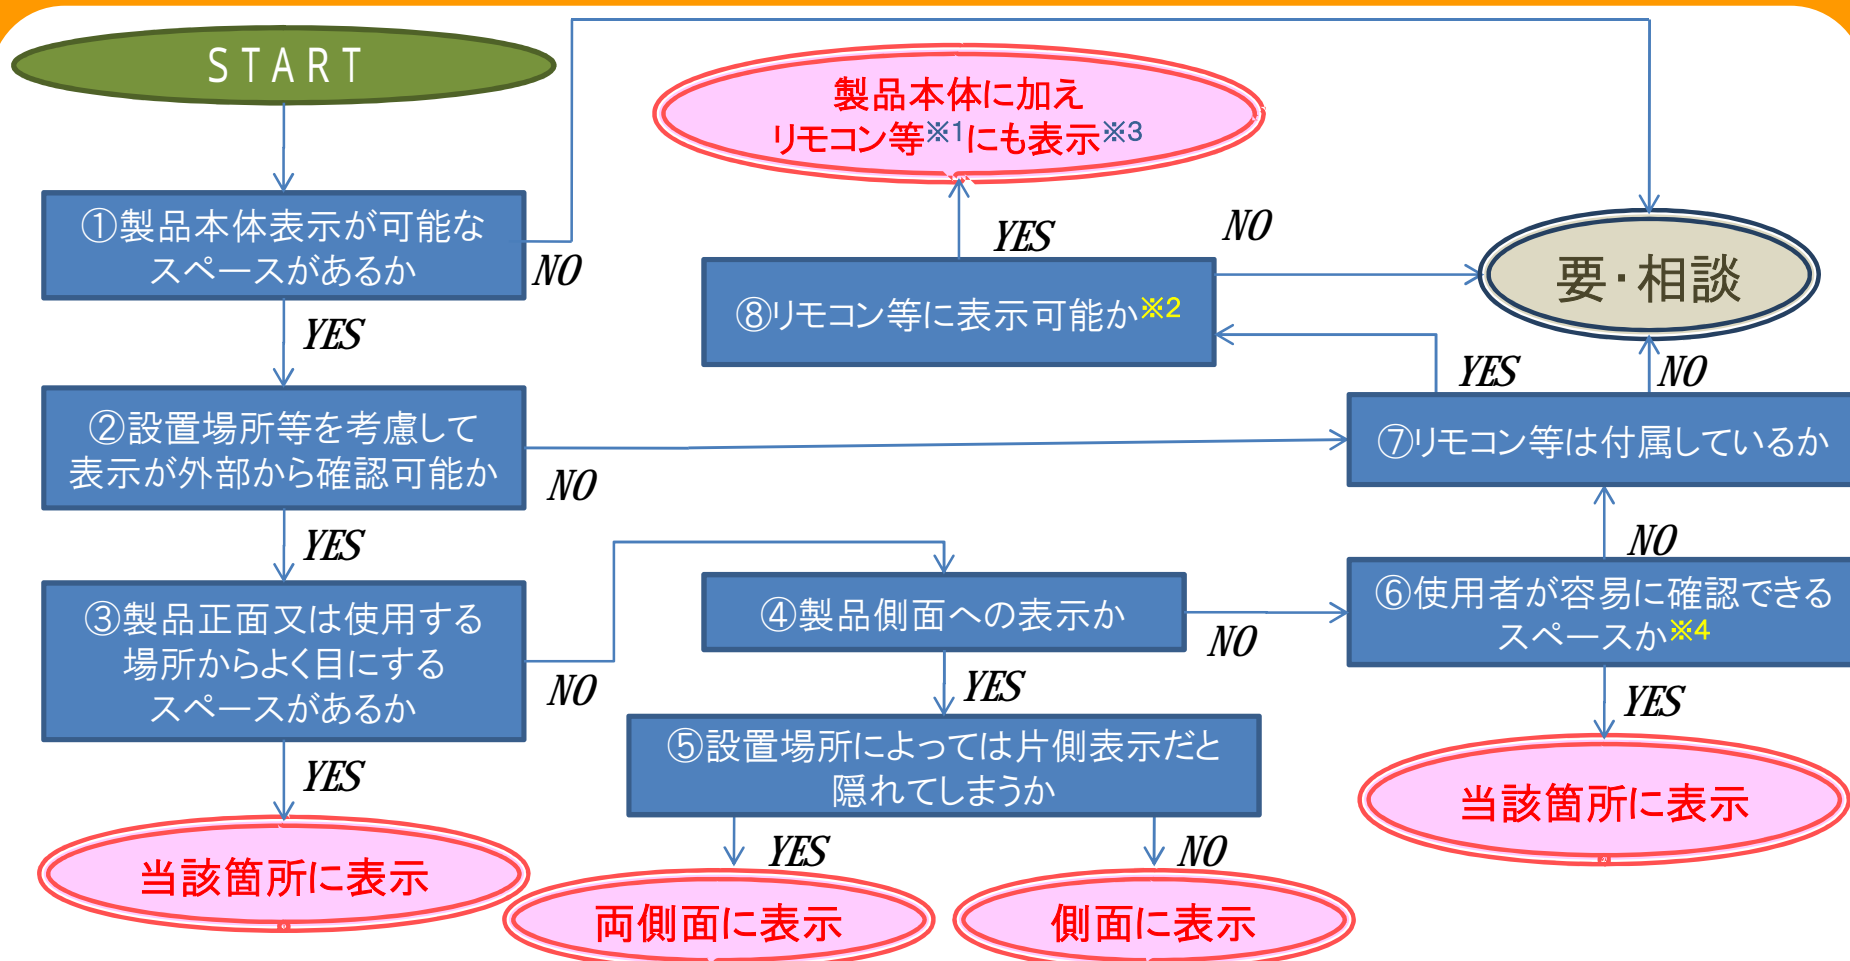 START
①製品本体表示が可能な
スペースがあるか
NO
YES
②設置場所等を考慮して
表示が外部から確認可能か
NO
YES
③製品正面又は使用する
場所からよく目にする
スペースがあるか
NO
YES
当該箇所に表示
④製品側面への表示か
NO
YES
⑤設置場所によっては片側表示だと
隠れてしまうか
YES
NO
両側面に表示
側面に表示
⑥使用者が容易に確認できる
スペースか※4
NO
YES
当該箇所に表示
⑦リモコン等は付属しているか
YES
NO
⑧リモコン等に表示可能か※2
YES
NO
製品本体に加え
リモコン等※1にも表示※3
要・相談